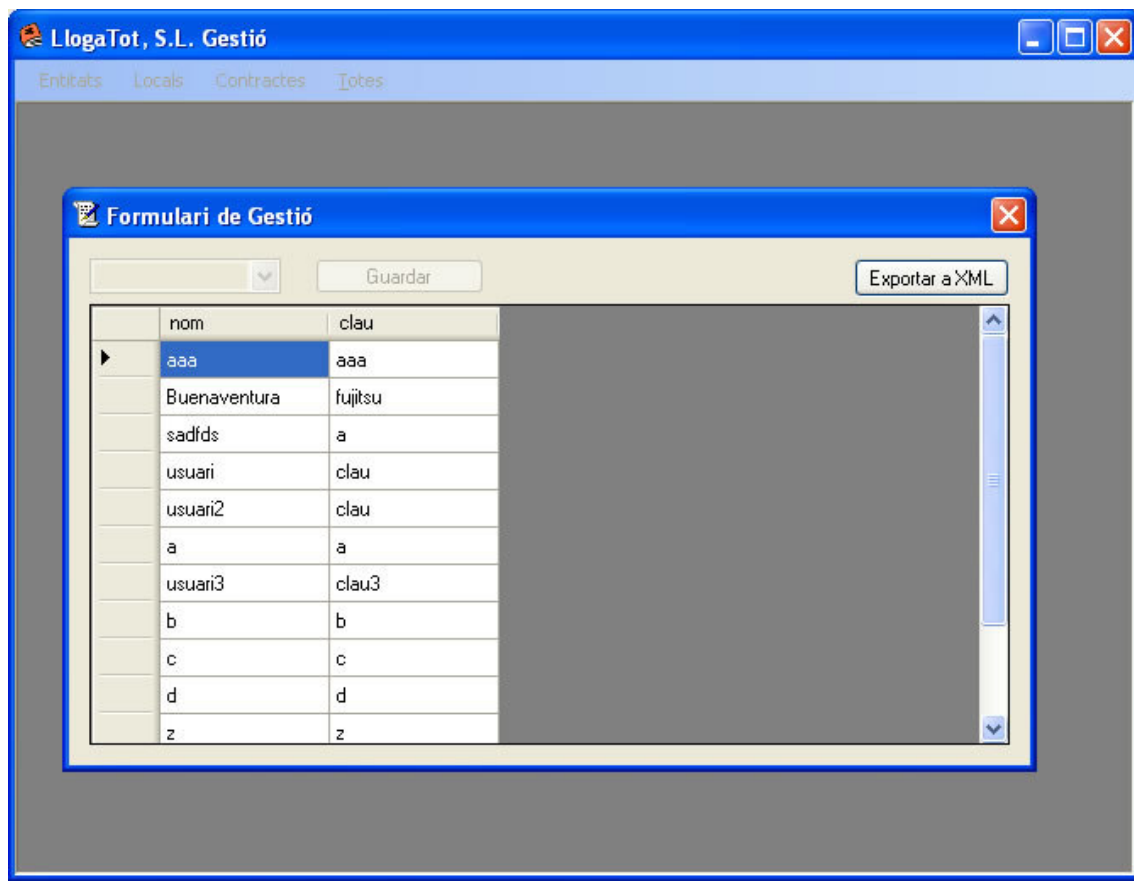 LlogaTot, S.L. Gestió
Entitats Locals Contractes Totes
Formulari de Gestió
Guardar Exportar a XML
nom clau
aaa aaa
Buenaventura fujitsu
sadfds a
usuari clau
usuari2 clau
a a
usuari3 clau3
b b
c c
d d
z z